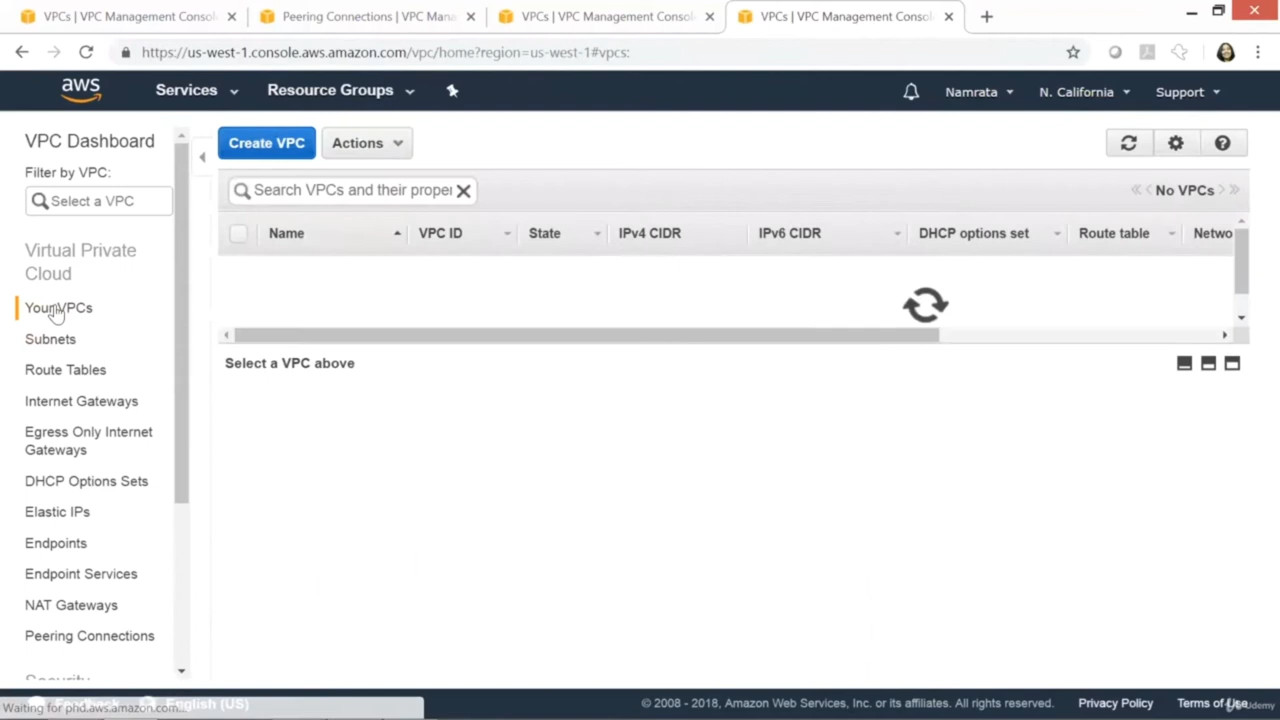 VPCs | VPC Management Consol
Peering Connections | VPC Mana
VPCs | VPC Management Consol
VPCs | VPC Management Consol
https://us-west-1.console.aws.amazon.com/vpc/home?region=us-west-1#vpcs:
aws
Services
Resource Groups
Namrata
N. California
Support
VPC Dashboard
Filter by VPC:
Select a VPC
Virtual Private
Cloud
Your VPCs
Subnets
Route Tables
Internet Gateways
Egress Only Internet
Gateways
DHCP Options Sets
Elastic IPs
Endpoints
Endpoint Services
NAT Gateways
Peering Connections
Security
Create VPC
Actions
Search VPCs and their proper
No VPCs
Name
VPC ID
State
IPv4 CIDR
IPv6 CIDR
DHCP options set
Route table
Netwo
Select a VPC above
Waiting for phd.aws.amazon.com...
Feedback
English (US)
© 2008 - 2018, Amazon Web Services, Inc. or its affiliates. All rights reserved.
Privacy Policy
Terms of Use
Udemy